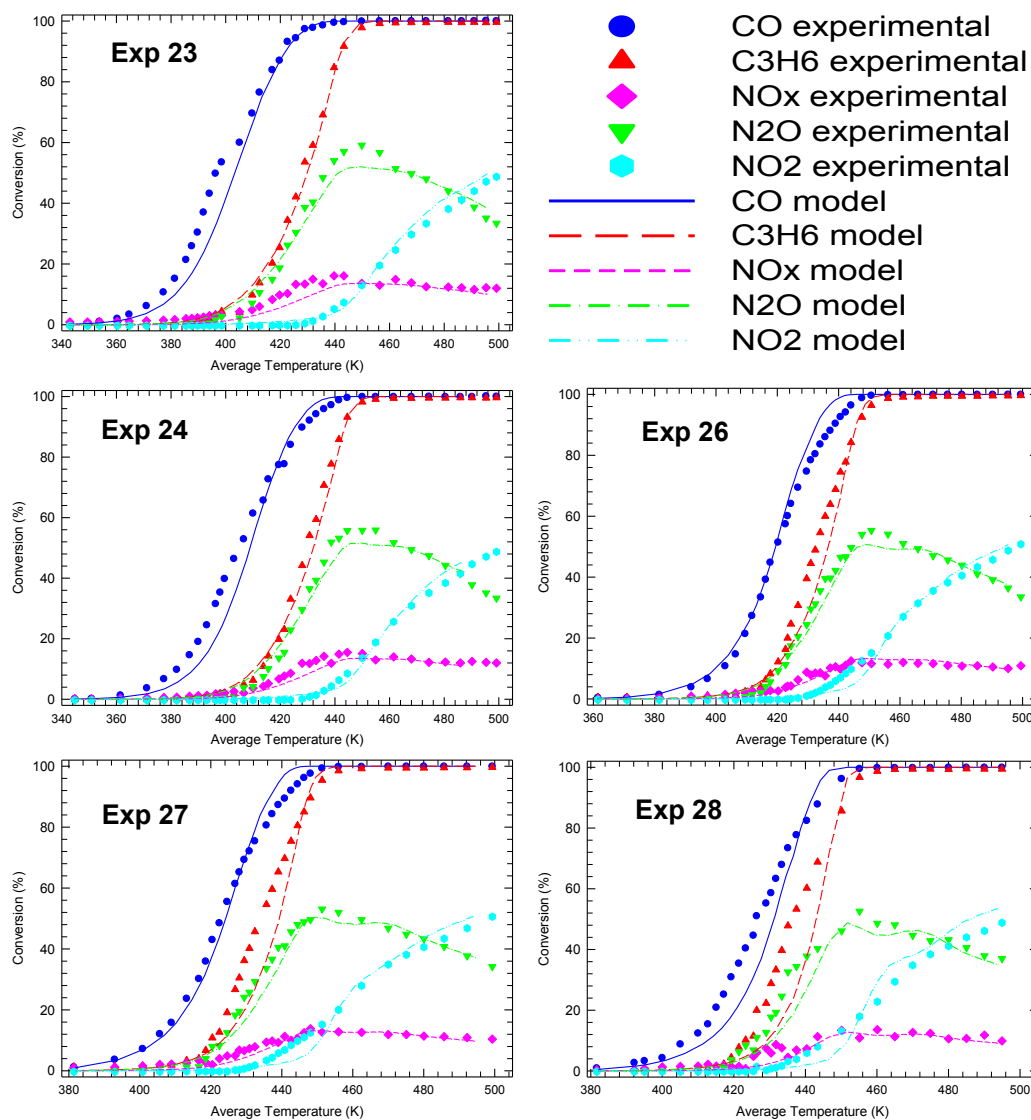 Exp 23
Conversion (%)
100
80
60
40
20
0
340 360 380 400 420 440 460 480 500
Average Temperature (K)
CO experimental
C3H6 experimental
NOx experimental
N2O experimental
NO2 experimental
CO model
C3H6 model
NOx model
N2O model
NO2 model
Exp 24
Conversion (%)
100
80
60
40
20
0
340 360 380 400 420 440 460 480 500
Average Temperature (K)
Exp 26
Conversion (%)
100
80
60
40
20
0
360 380 400 420 440 460 480 500
Average Temperature (K)
Exp 27
Conversion (%)
100
80
60
40
20
0
380 400 420 440 460 480 500
Average Temperature (K)
Exp 28
Conversion (%)
100
80
60
40
20
0
380 400 420 440 460 480 500
Average Temperature (K)